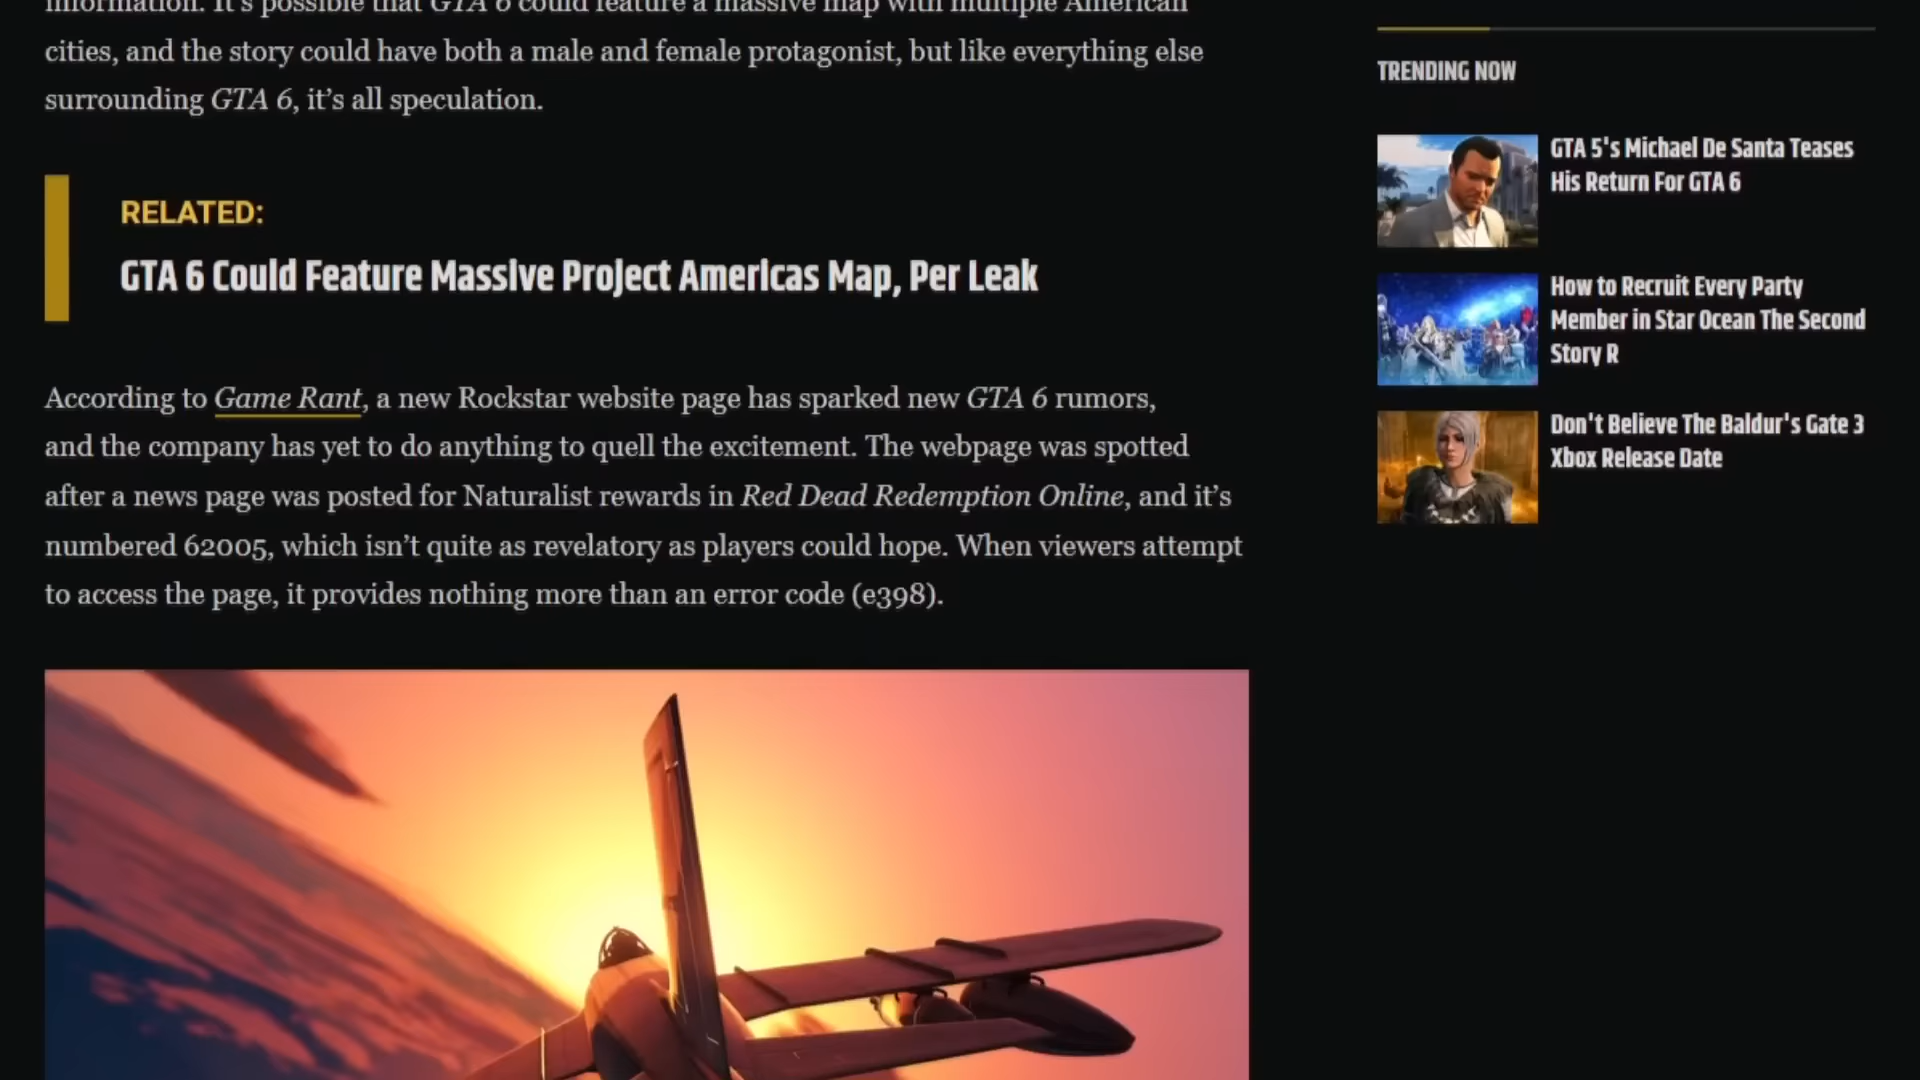 information. It's possible that GTA 6 could feature a massive map with multiple American
cities, and the story could have both a male and female protagonist, but like everything else
surrounding GTA 6, it’s all speculation.
RELATED:
GTA 6 Could Feature Massive Project Americas Map, Per Leak
According to Game Rant, a new Rockstar website page has sparked new GTA 6 rumors,
and the company has yet to do anything to quell the excitement. The webpage was spotted
after a news page was posted for Naturalist rewards in Red Dead Redemption Online, and it’s
numbered 62005, which isn’t quite as revelatory as players could hope. When viewers attempt
to access the page, it provides nothing more than an error code (e398).
TRENDING NOW
GTA 5's Michael De Santa Teases
His Return For GTA 6
How to Recruit Every Party
Member in Star Ocean The Second
Story R
Don't Believe The Baldur's Gate 3
Xbox Release Date